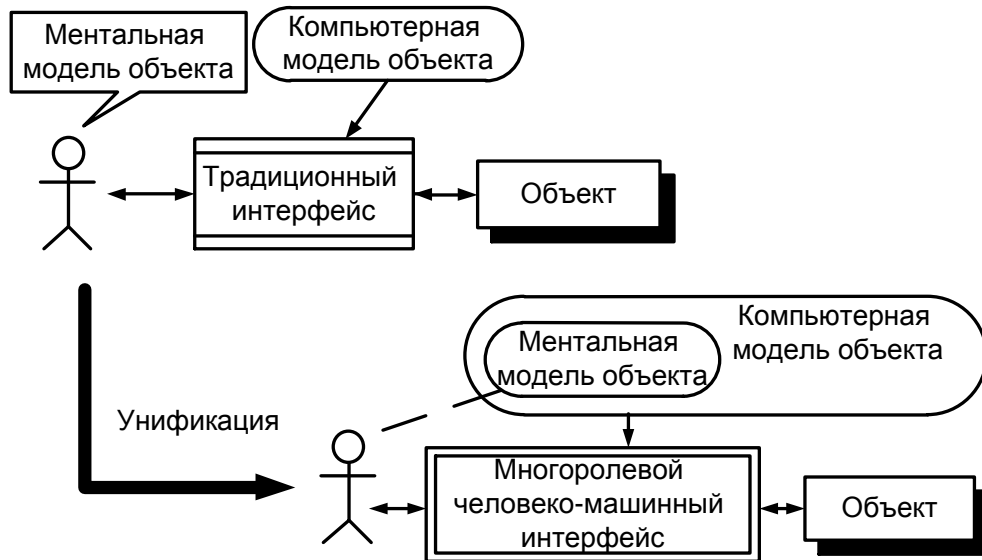 Ментальная
модель объекта
Компьютерная
модель объекта
Традиционный
интерфейс
Объект
Унификация
Компьютерная
модель объекта
Ментальная
модель объекта
Многоролевой
человеко-машинный
интерфейс
Объект